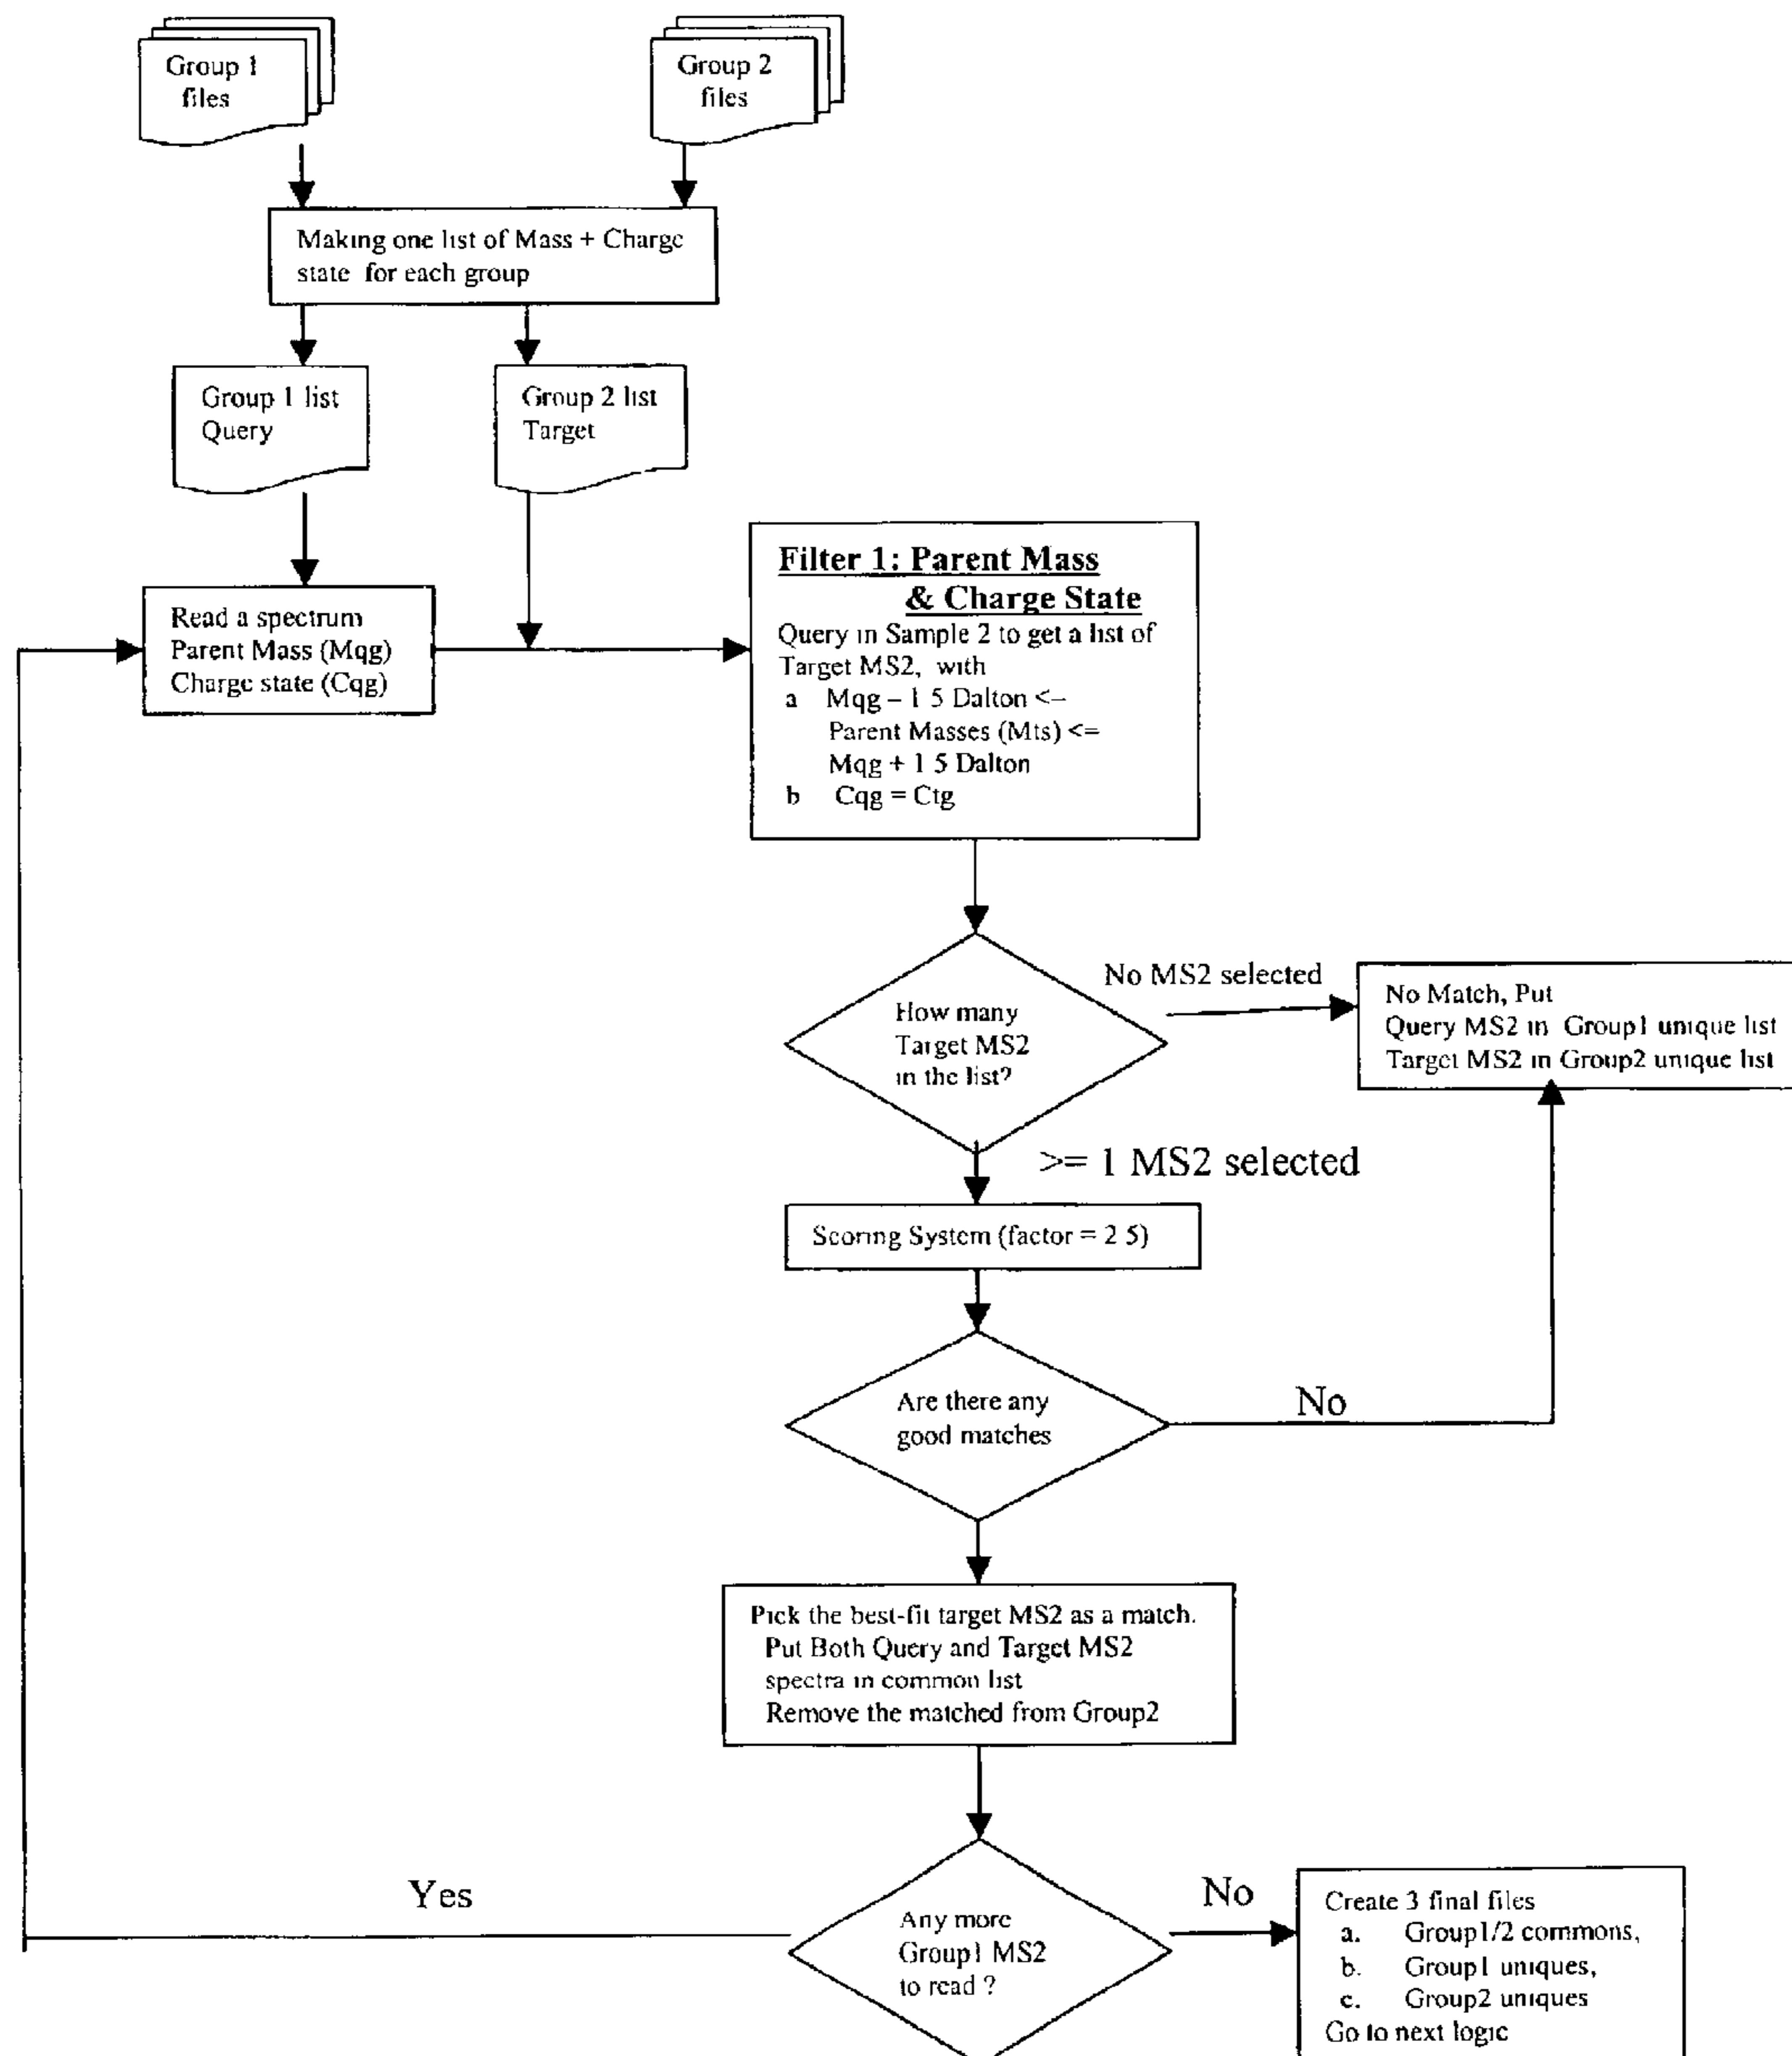 Group 1
files
Group 2
files
Making one list of Mass + Charge
state for each group
Group 1 list
Query
Group 2 list
Target
Read a spectrum
Parent Mass (Mqg)
Charge state (Cqg)
Filter 1: Parent Mass
& Charge State
Query in Sample 2 to get a list of
Target MS2, with
a Mqg – 1 5 Dalton <–
Parent Masses (Mts) <=
Mqg + 1 5 Dalton
b Cqg = Ctg
How many
Target MS2
in the list?
No MS2 selected
No Match, Put
Query MS2 in Group1 unique list
Target MS2 in Group2 unique list
>= 1 MS2 selected
Scoring System (factor = 2 5)
Are there any
good matches
No
Pick the best-fit target MS2 as a match.
Put Both Query and Target MS2
spectra in common list
Remove the matched from Group2
Yes
Any more
Group1 MS2
to read ?
No
Create 3 final files
a. Group1/2 commons,
b. Group1 uniques,
c. Group2 uniques
Go to next logic